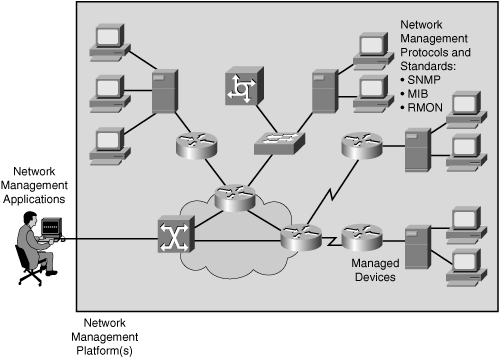 Network
Management
Protocols and
Standards:
• SNMP
• MIB
• RMON
Network
Management
Applications
Managed
Devices
Network
Management
Platform(s)